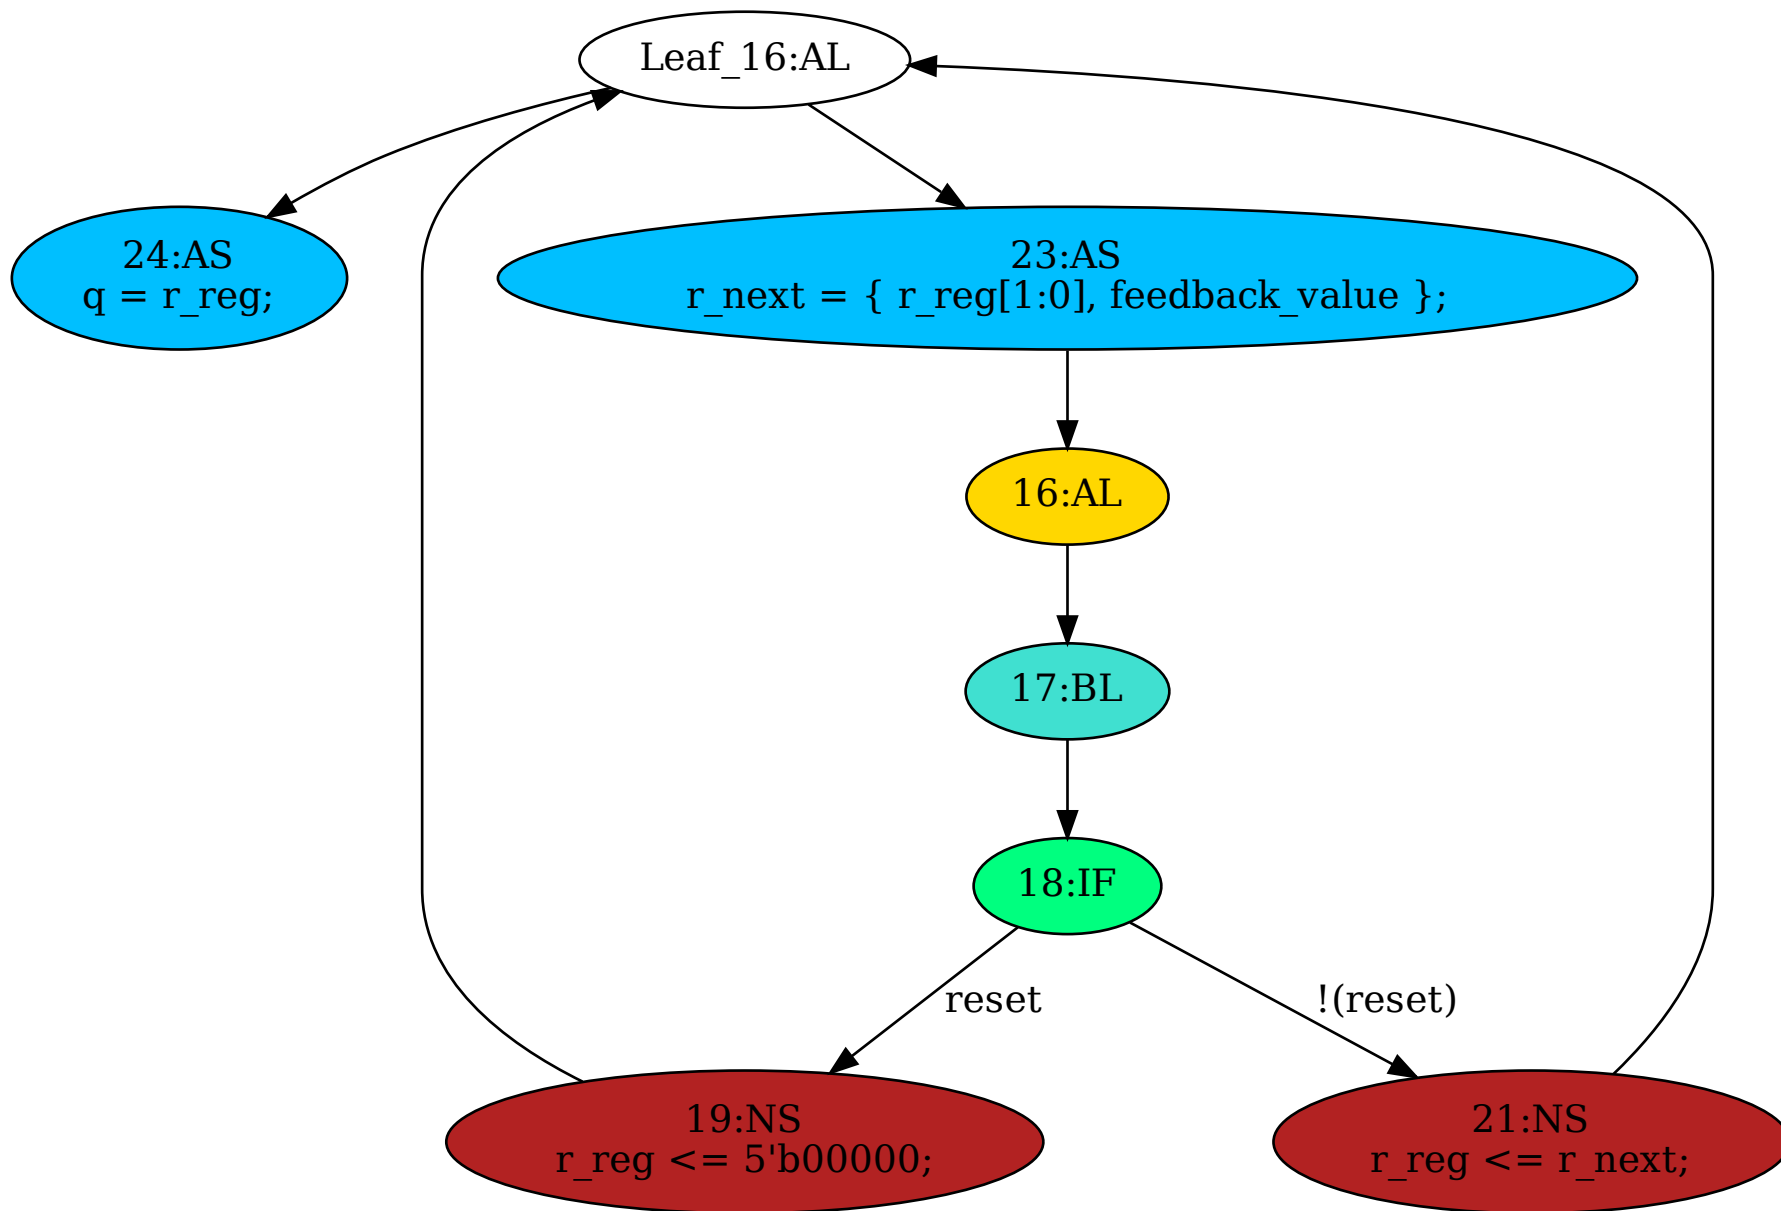 Leaf_16:AL
24:AS
q = r_reg;
23:AS
r_next = { r_reg[1:0], feedback_value };
16:AL
17:BL
18:IF
reset
!(reset)
19:NS
r_reg <= 5'b00000;
21:NS
r_reg <= r_next;